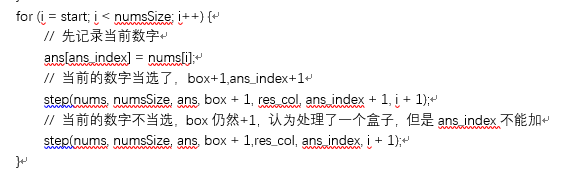 for (i = start; i < numsSize; i++) {
// 先记录当前数字
ans[ans_index] = nums[i];
// 当前的数字当选了，box+1,ans_index+1
step(nums, numsSize, ans, box + 1, res_col, ans_index + 1, i + 1);
// 当前的数字不当选，box 仍然+1，认为处理了一个盒子，但是 ans_index 不能加
step(nums, numsSize, ans, box + 1,res_col, ans_index, i + 1);
}